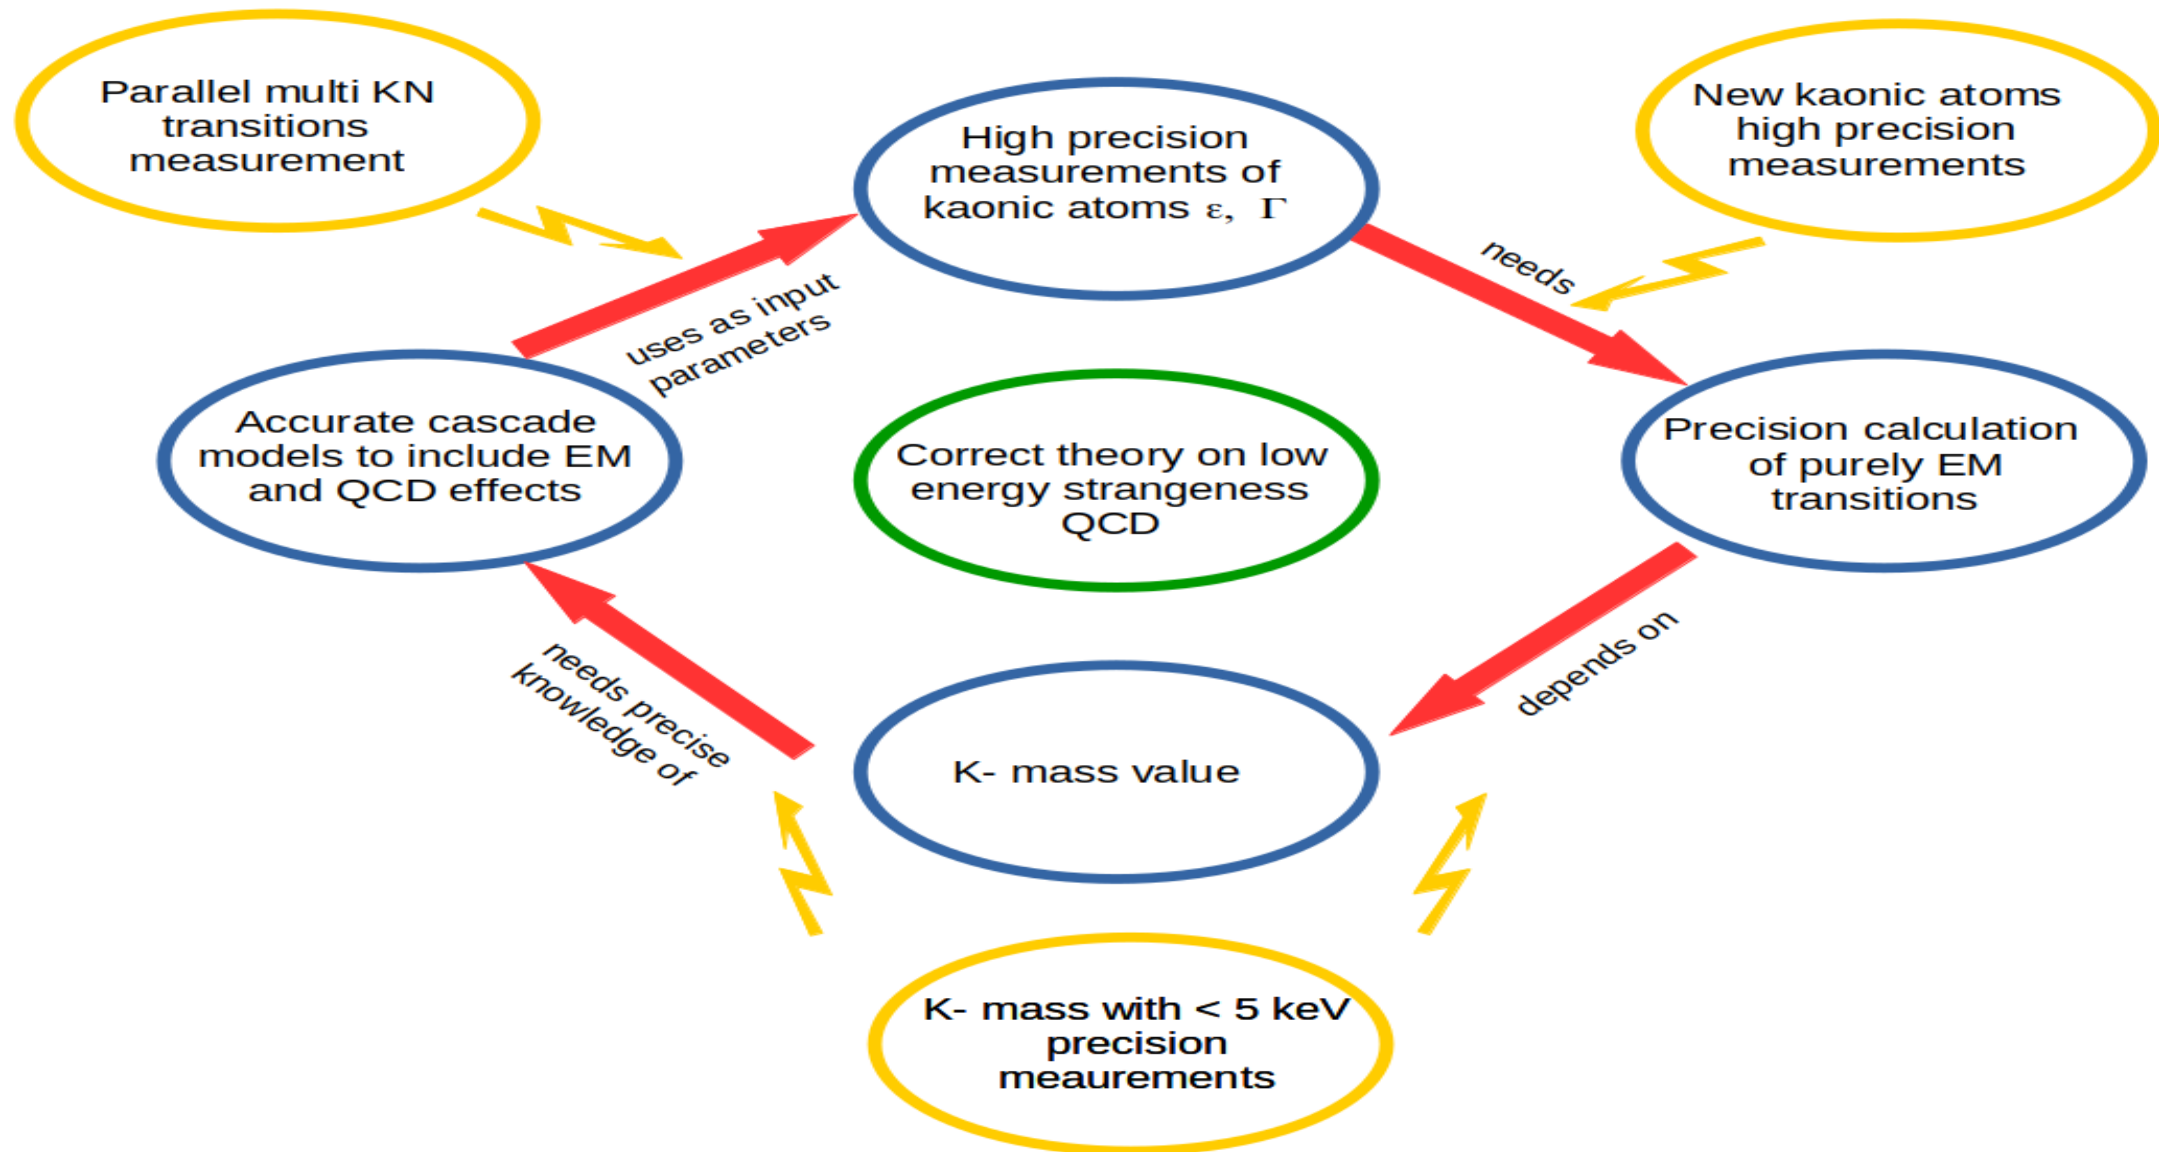 Parallel multi KN
transitions
measurement
High precision
measurements of
kaonic atoms ε, Γ
New kaonic atoms
high precision
measurements
needs
uses as input
parameters
Accurate cascade
models to include EM
and QCD effects
Correct theory on low
energy strangeness
QCD
Precision calculation
of purely EM
transitions
needs precise
knowledge of
depends on
K- mass value
K- mass with < 5 keV
precision
meaurements